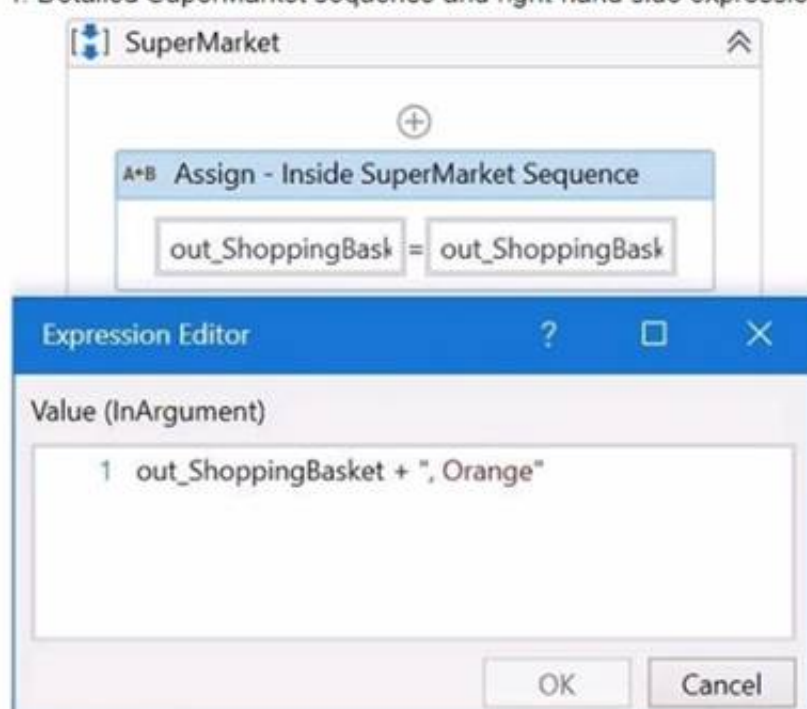 SuperMarket
A+B Assign - Inside SuperMarket Sequence
out_ShoppingBask = out_ShoppingBask
Expression Editor ?
Value (InArgument)
1 out_ShoppingBasket + ", Orange"
OK Cancel